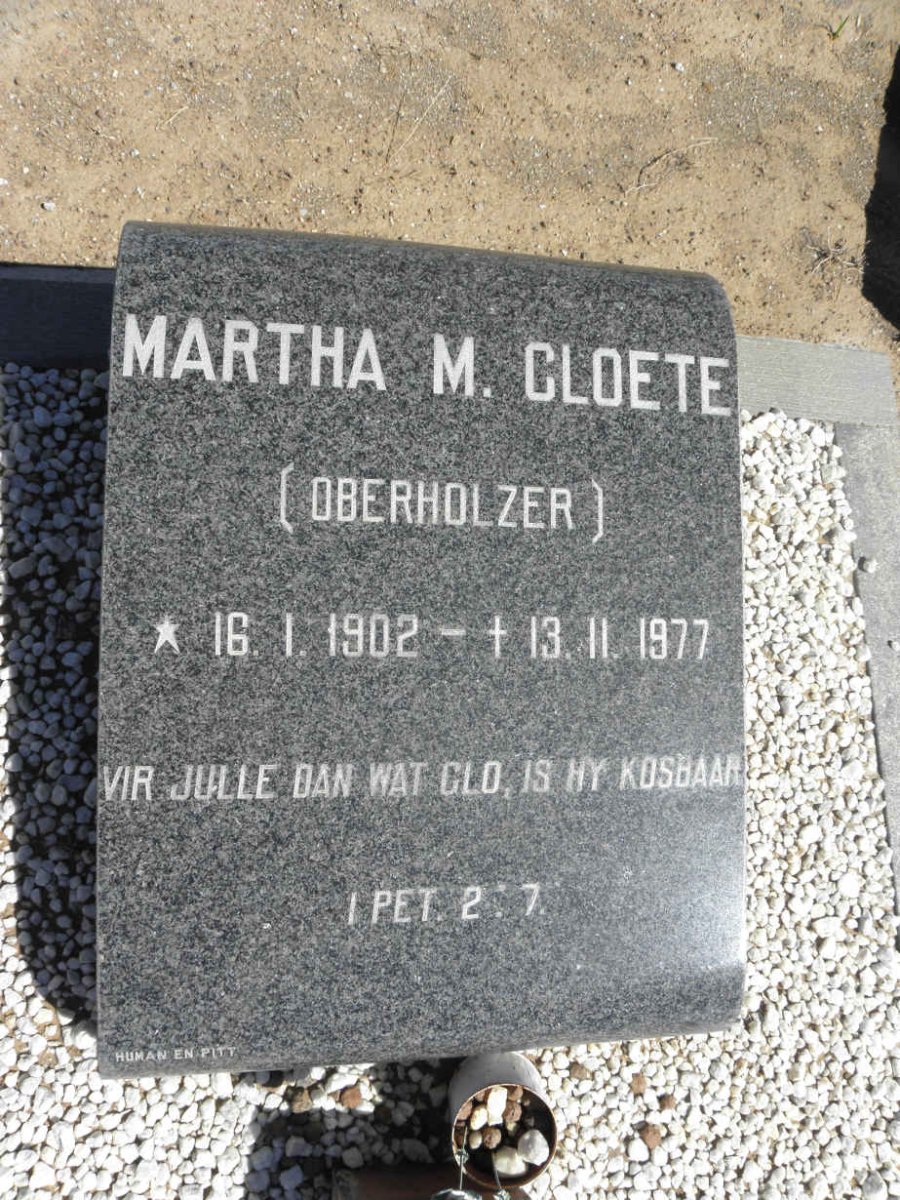 MARTHA M. CLOETE
(OBERHOLZER)
★ 16. 1. 1902 – † 13. 11. 1977
VIR JULLE DAN WAT GLO, IS HY KOSBAAR
1 PET. 2 : 7.
HUMAN EN PITT